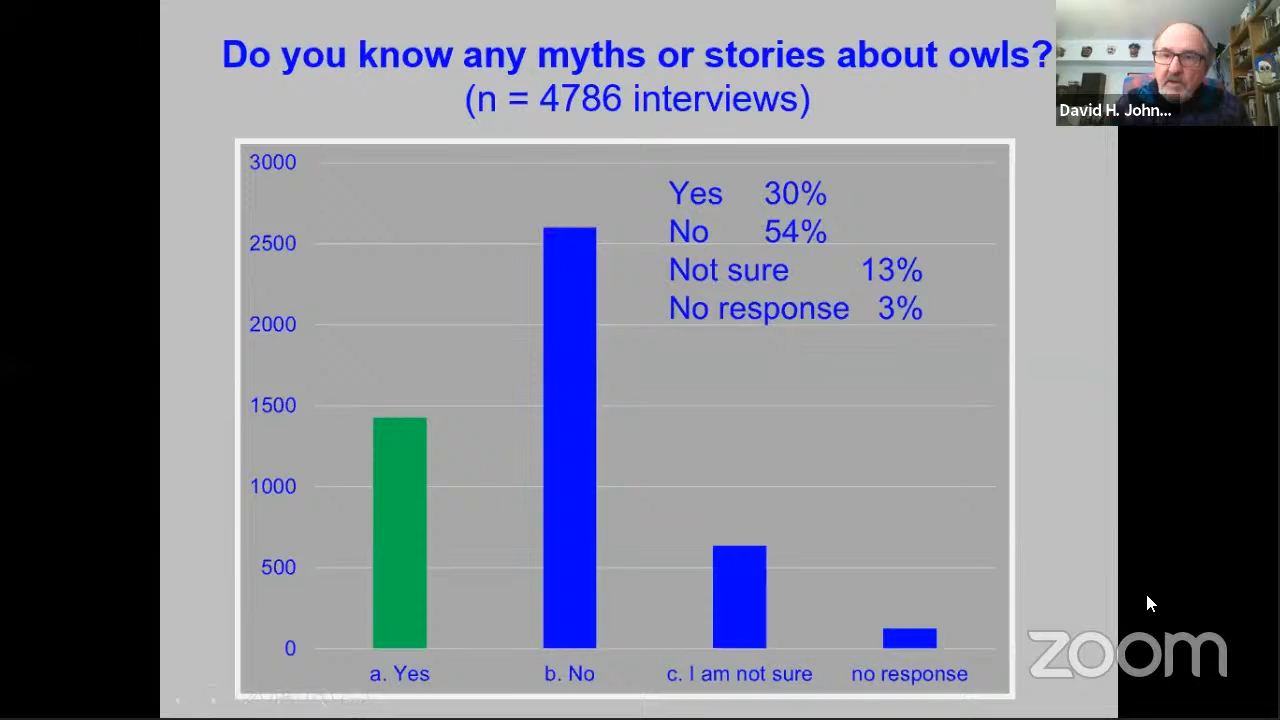 Do you know any myths or stories about owls?
(n = 4786 interviews)
David H. John...
3000
2500
2000
1500
1000
500
0
Yes 30%
No 54%
Not sure 13%
No response 3%
a. Yes
b. No
c. I am not sure
no response
zoom